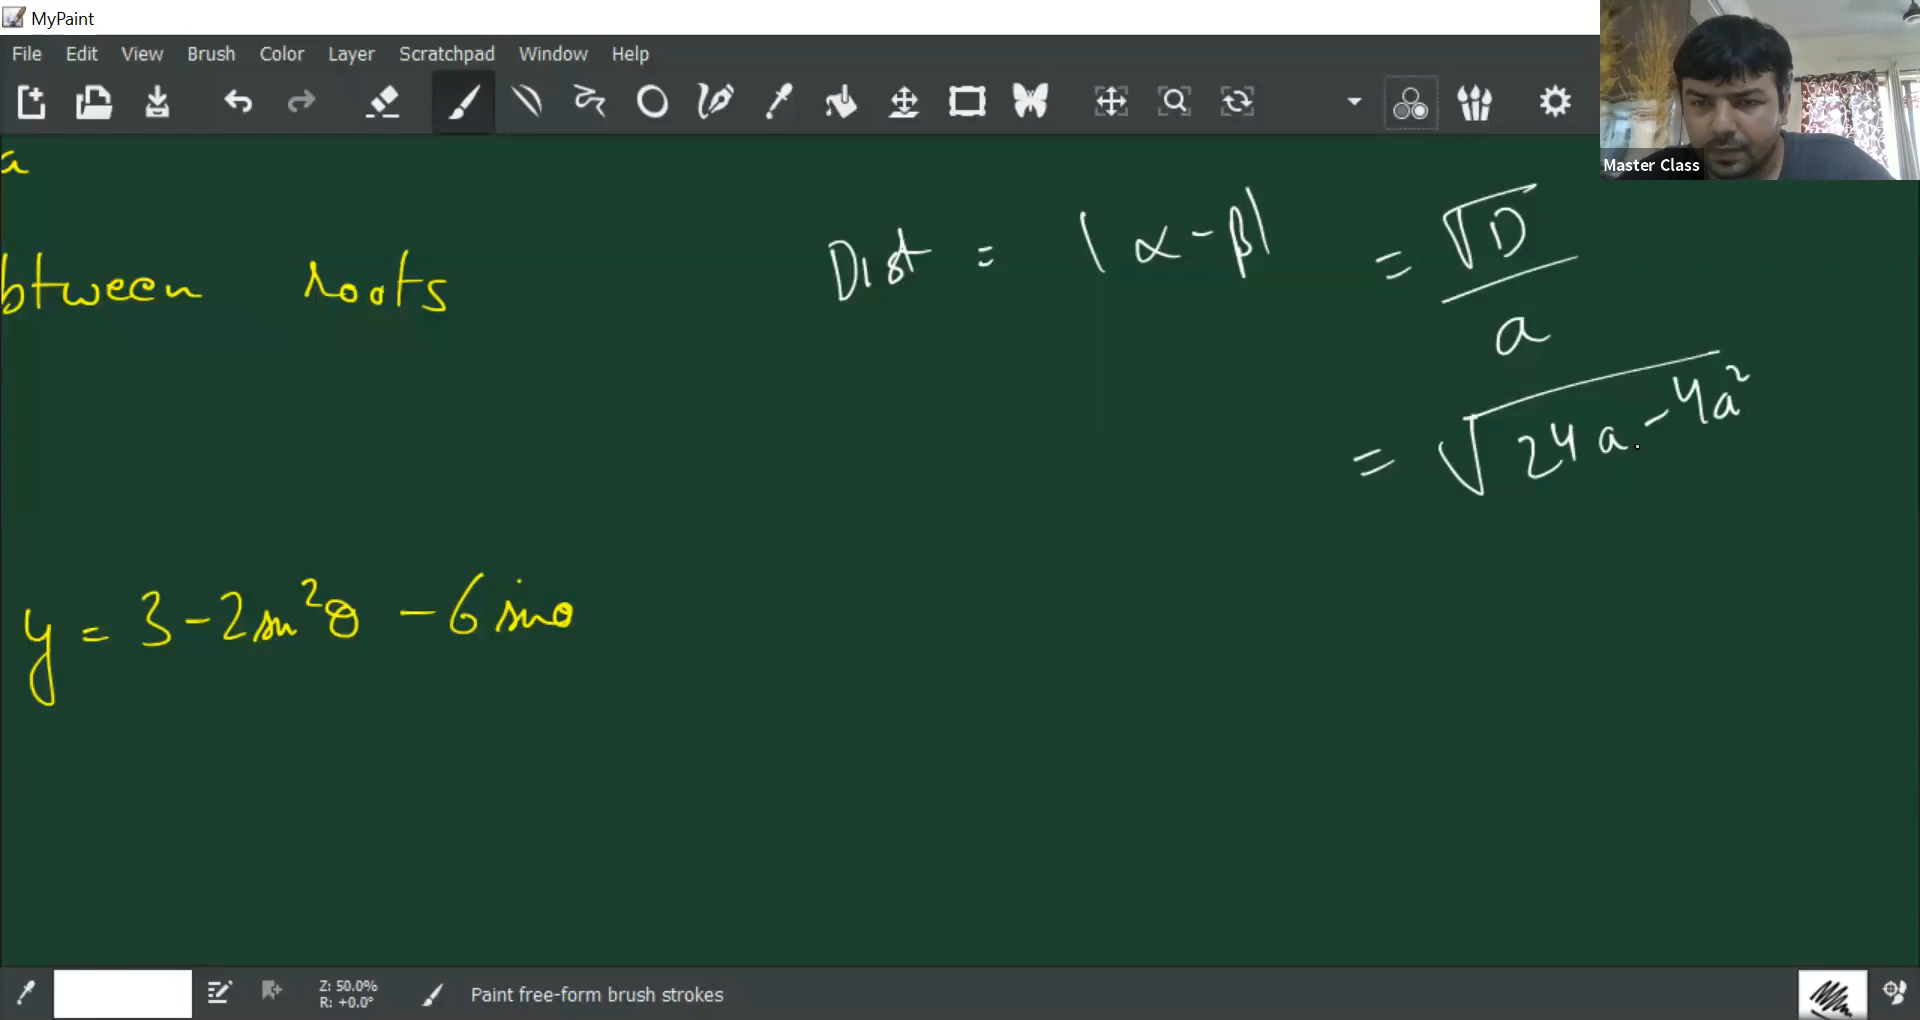 MyPaint
File Edit View Brush Color Layer Scratchpad Window Help
Master Class
a
btween roots
Dist = |α-β| = √D / a
= √24a-4a²
y = 3-2sin²θ -6sinθ
Z: 50.0%
R: +0.0°
Paint free-form brush strokes